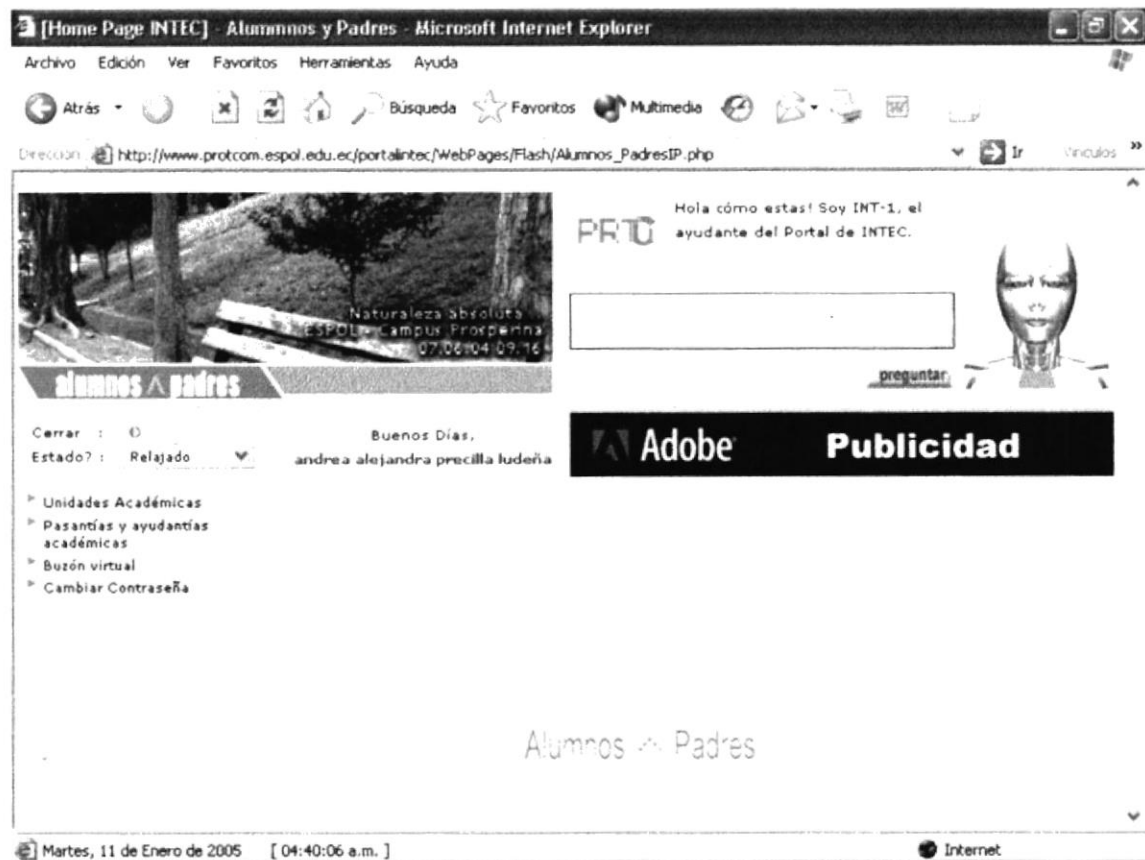 [Home Page INTEC] - Alumnnos y Padres - Microsoft Internet Explorer
Archivo Edición Ver Favoritos Herramientas Ayuda
Atrás Búsqueda Favoritos Multimedia
Dirección http://www.protcom.espol.edu.ec/portalintec/WebPages/Flash/Alumnos_PadresIP.php Ir Vínculos »
Naturaleza absoluta
ESPOL - Campus Prosperina
07.06.04 09:16
alumnos ^ padres
Hola cómo estas! Soy INT-1, el
ayudante del Portal de INTEC.
preguntar
Cerrar :
Estado? : Relajado
Buenos Días,
andrea alejandra precilla ludeña
Adobe Publicidad
Unidades Académicas
Pasantías y ayudantías
académicas
Buzón virtual
Cambiar Contraseña
Alumnos ^ Padres
Martes, 11 de Enero de 2005 [ 04:40:06 a.m. ] Internet